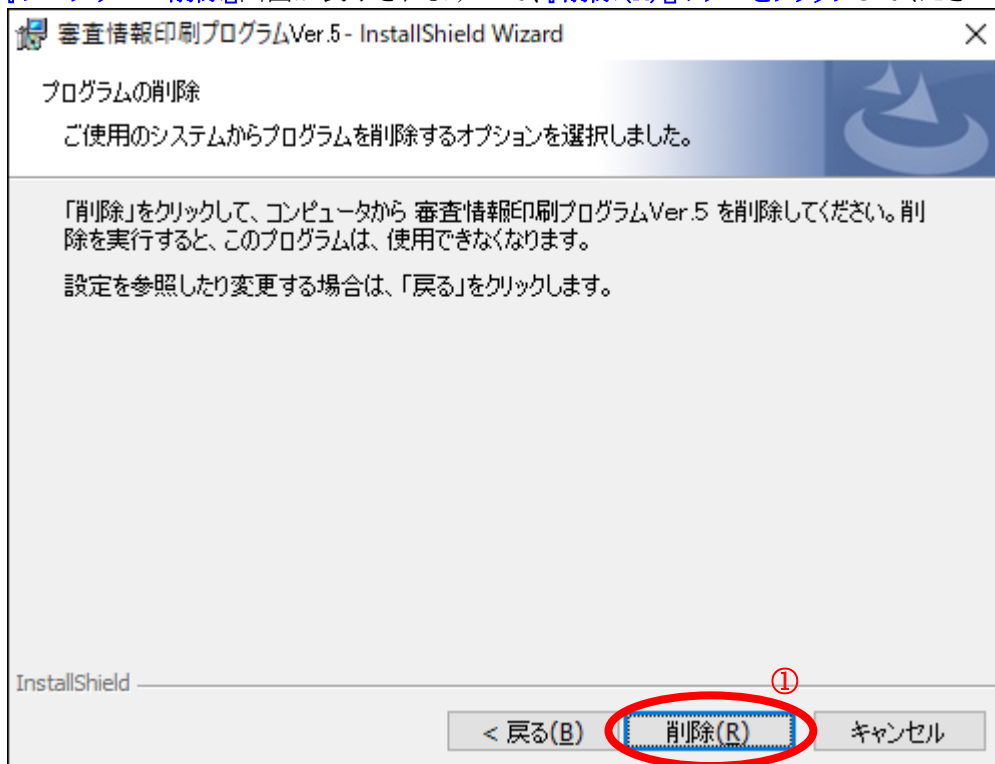 審査情報印刷プログラムVer.5 - InstallShield Wizard
プログラムの削除
ご使用のシステムからプログラムを削除するオプションを選択しました。
「削除」をクリックして、コンピュータから 審査情報印刷プログラムVer.5 を削除してください。削
除を実行すると、このプログラムは、使用できなくなります。
設定を参照したり変更する場合は、「戻る」をクリックします。
InstallShield
①
< 戻る(B)
削除(R)
キャンセル